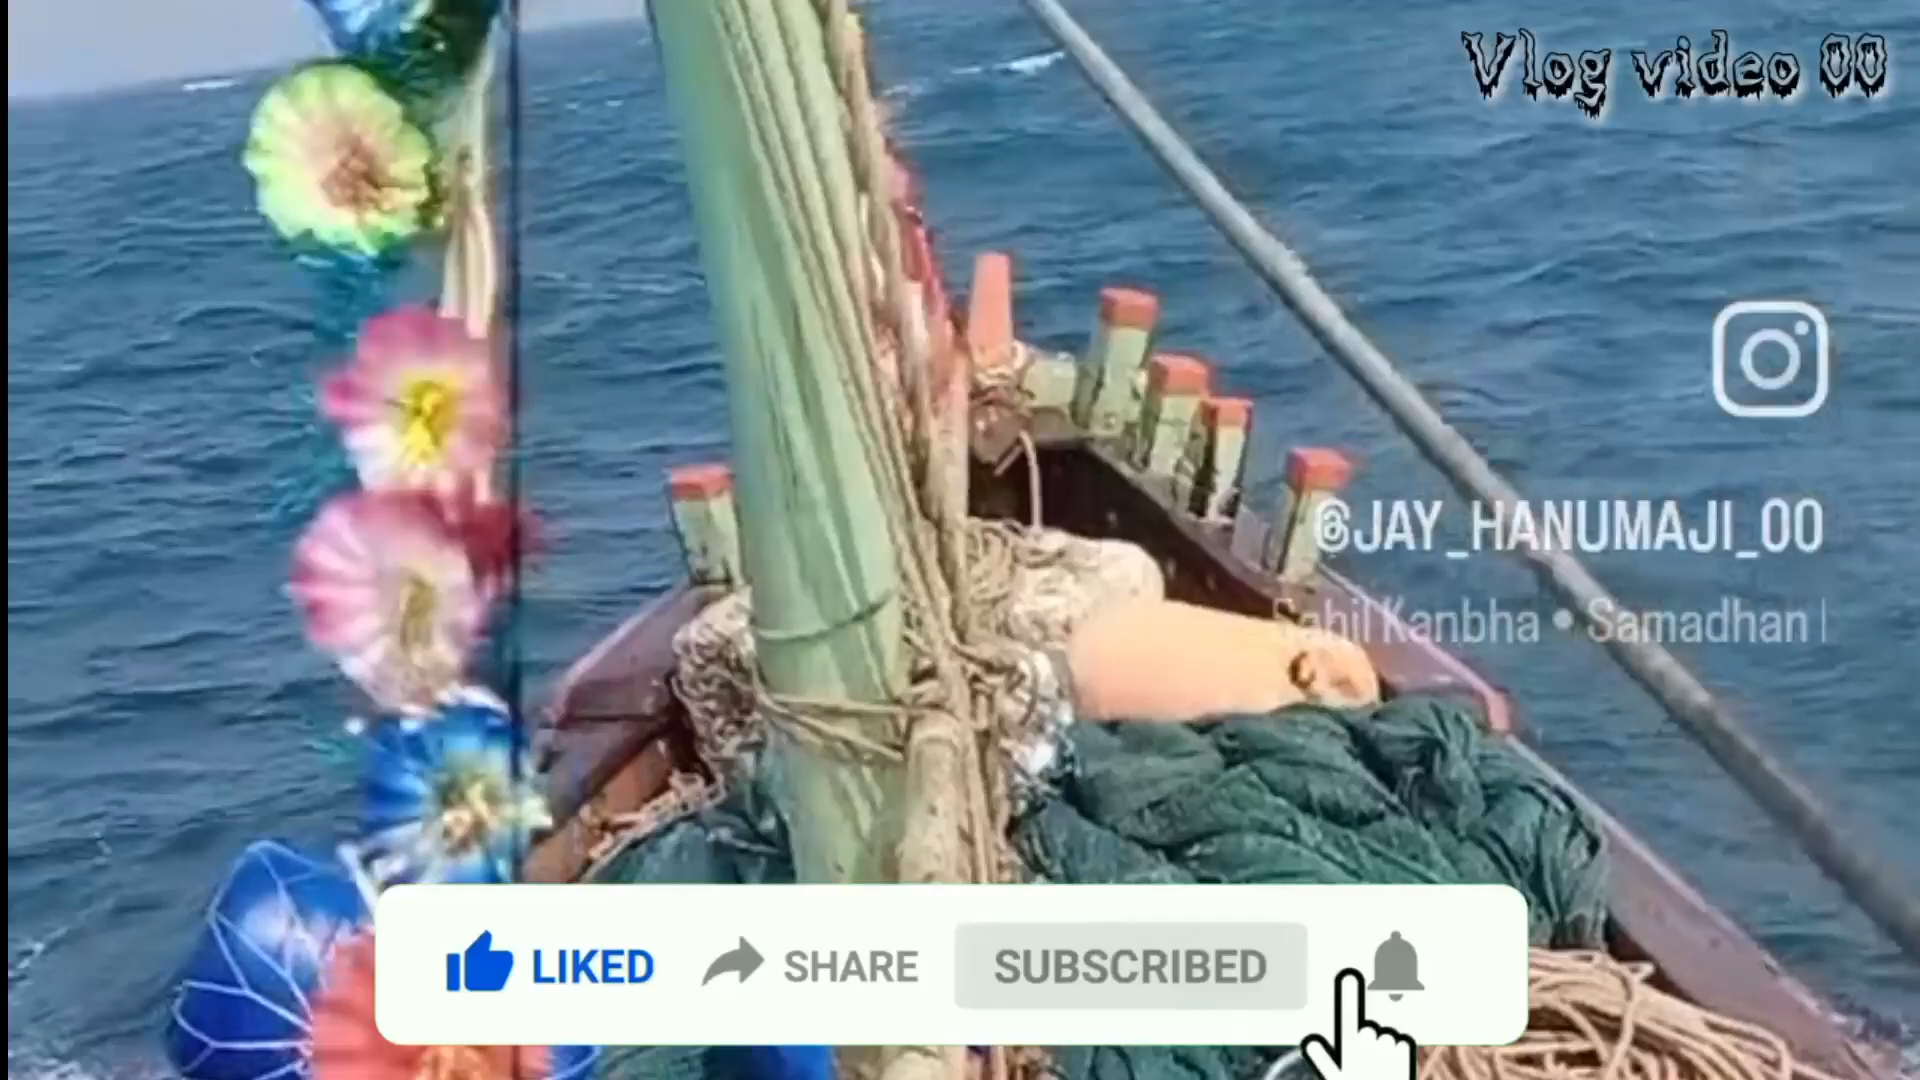 Vlog video 00
@JAY_HANUMAJI_00
Sahil Kanbha • Samadhan
LIKED
SHARE
SUBSCRIBED